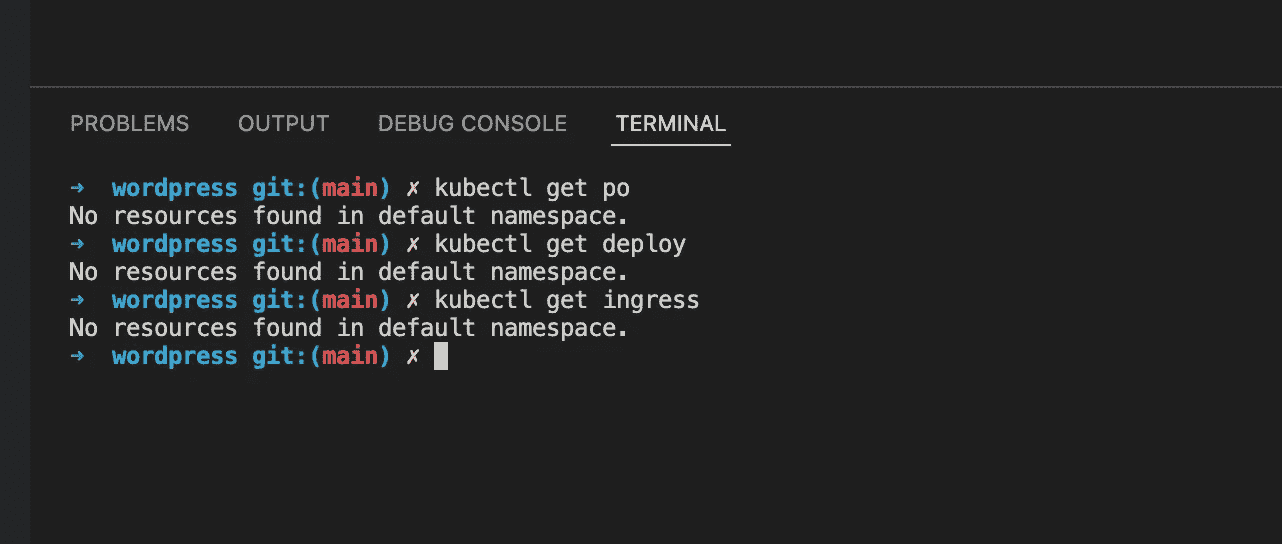 PROBLEMS OUTPUT DEBUG CONSOLE TERMINAL
➜ wordpress git:(main) ✗ kubectl get po
No resources found in default namespace.
➜ wordpress git:(main) ✗ kubectl get deploy
No resources found in default namespace.
➜ wordpress git:(main) ✗ kubectl get ingress
No resources found in default namespace.
➜ wordpress git:(main) ✗